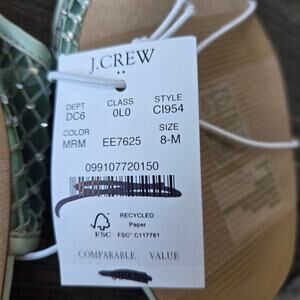 J.CREW
DEPT CLASS STYLE
DC6 0L0 CI954
COLOR SIZE
MRM EE7625 8-M
099107720150
RECYCLED
Paper
FSC FSC® C117781
COMPARABLE VALUE